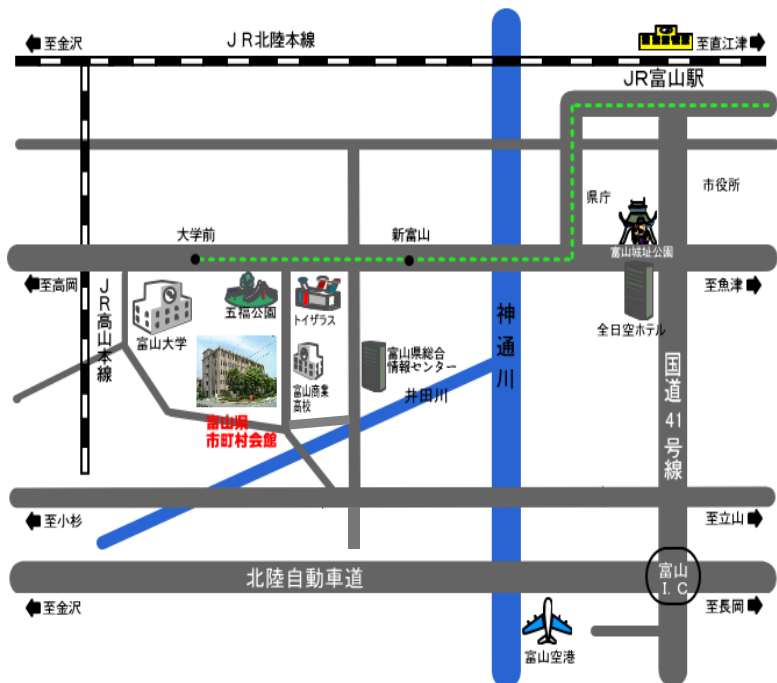 至金沢
JR北陸本線
至直江津
JR富山駅
県庁
市役所
大学前
新富山
富山城址公園
至高岡
JR高山本線
富山大学
五福公園
トイザラス
神通川
全日空ホテル
至魚津
富山商業
高校
富山県総合
情報センター
井田川
国道41号線
富山県
市町村会館
至小杉
至立山
北陸自動車道
富山
I.C
至金沢
至長岡
富山空港